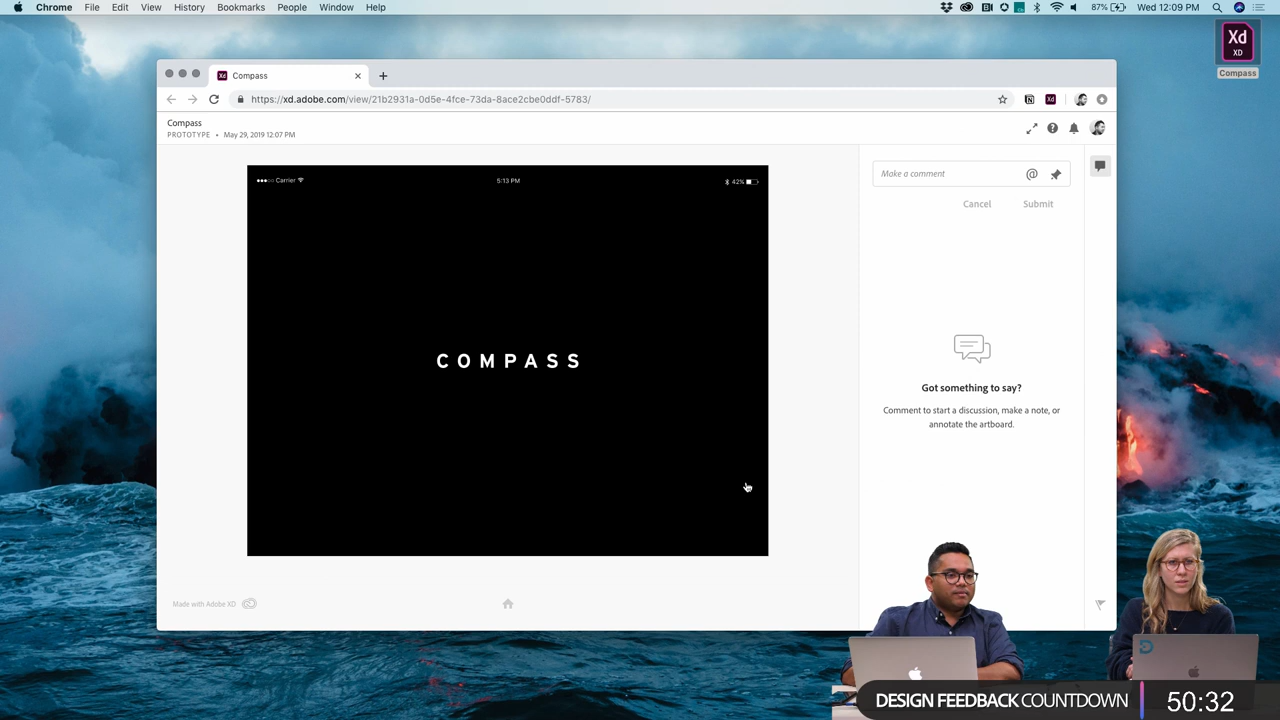 Chrome File Edit View History Bookmarks People Window Help 87% Wed 12:09 PM
Xd
XD
Compass
Xd Compass
https://xd.adobe.com/view/21b2931a-0d5e-4fce-73da-8ace2cbe0ddf-5783/ Xd
Compass
PROTOTYPE • May 29, 2019 12:07 PM
Carrier 5:13 PM 42%
Make a comment @
Cancel Submit
COMPASS
Got something to say?
Comment to start a discussion, make a note, or
annotate the artboard.
Made with Adobe XD
DESIGN FEEDBACK COUNTDOWN 50:32